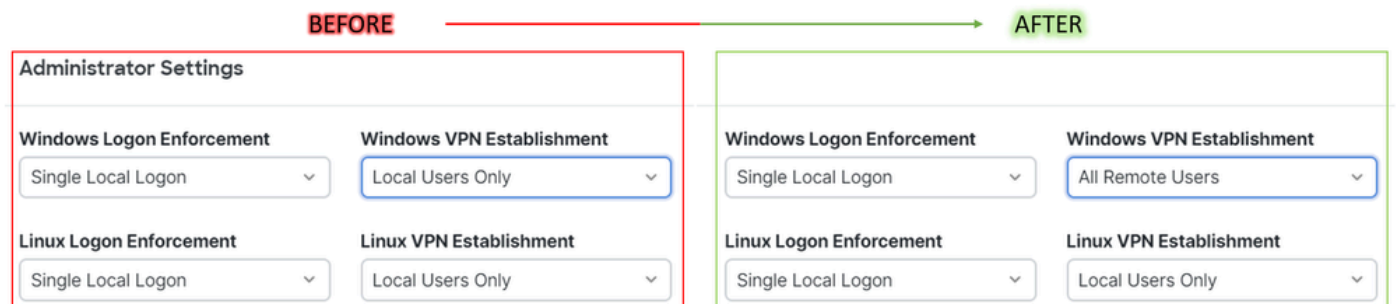 BEFORE AFTER
Administrator Settings
Windows Logon Enforcement Windows VPN Establishment
Single Local Logon Local Users Only
Linux Logon Enforcement Linux VPN Establishment
Single Local Logon Local Users Only
Windows Logon Enforcement Windows VPN Establishment
Single Local Logon All Remote Users
Linux Logon Enforcement Linux VPN Establishment
Single Local Logon Local Users Only